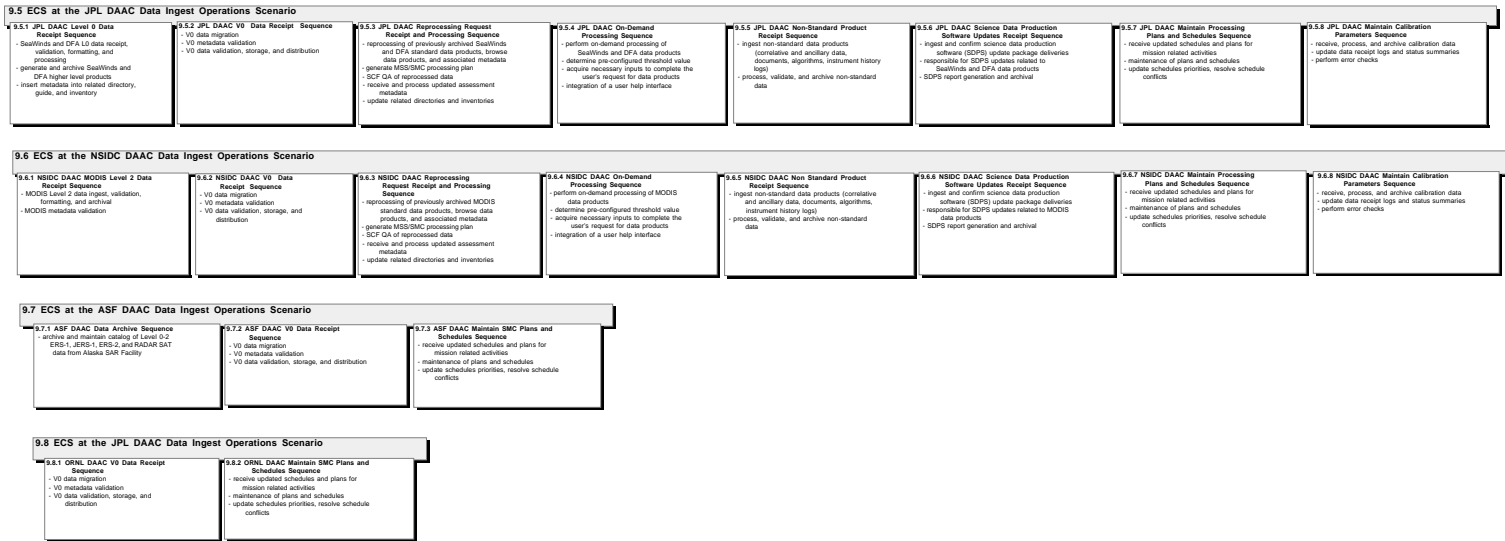 9.5 ECS at the JPL DAAC Data Ingest Operations Scenario
9.5.1 JPL DAAC Level 0 Data
Receipt Sequence
- SeaWinds and DFA L0 data receipt,
validation, formatting, and
processing
- generate and archive SeaWinds and
DFA higher level products
- insert metadata into related directory,
guide, and inventory
9.5.2 JPL DAAC V0 Data Receipt Sequence
- V0 data migration
- V0 metadata validation
- V0 data validation, storage, and distribution
9.5.3 JPL DAAC Reprocessing Request
Receipt and Processing Sequence
- reprocessing of previously archived SeaWinds
and DFA standard data products, browse
data products, and associated metadata
- generate MSS/SMC processing plan
- SCF QA of reprocessed data
- receive and process updated assessment
metadata
- update related directories and inventories
9.5.4 JPL DAAC On-Demand
Processing Sequence
- perform on-demand processing of
SeaWinds and DFA data products
- determine pre-configured threshold value
- acquire necessary inputs to complete the
user's request for data products
- integration of a user help interface
9.5.5 JPL DAAC Non-Standard Product
Receipt Sequence
- ingest non-standard data products
(correlative and ancillary data,
documents, algorithms, instrument history
logs)
- process, validate, and archive non-standard
data
9.5.6 JPL DAAC Science Data Production
Software Updates Receipt Sequence
- ingest and confirm science data production
software (SDPS) update package deliveries
- responsible for SDPS updates related to
SeaWinds and DFA data products
- SDPS report generation and archival
9.5.7 JPL DAAC Maintain Processing
Plans and Schedules Sequence
- receive updated schedules and plans for
mission related activities
- maintenance of plans and schedules
- update schedules priorities, resolve schedule
conflicts
9.5.8 JPL DAAC Maintain Calibration
Parameters Sequence
- receive, process, and archive calibration data
- update data receipt logs and status summaries
- perform error checks
9.6 ECS at the NSIDC DAAC Data Ingest Operations Scenario
9.6.1 NSIDC DAAC MODIS Level 2 Data
Receipt Sequence
- MODIS Level 2 data ingest, validation,
formatting, and archival
- MODIS metadata validation
9.6.2 NSIDC DAAC V0 Data
Receipt Sequence
- V0 data migration
- V0 metadata validation
- V0 data validation, storage, and
distribution
9.6.3 NSIDC DAAC Reprocessing
Request Receipt and Processing
Sequence
- reprocessing of previously archived MODIS
standard data products, browse data
products, and associated metadata
- generate MSS/SMC processing plan
- SCF QA of reprocessed data
- receive and process updated assessment
metadata
- update related directories and inventories
9.6.4 NSIDC DAAC On-Demand
Processing Sequence
- perform on-demand processing of MODIS
data products
- determine pre-configured threshold value
- acquire necessary inputs to complete the
user's request for data products
- integration of a user help interface
9.6.5 NSIDC DAAC Non Standard Product
Receipt Sequence
- ingest non-standard data products (correlative
and ancillary data, documents, algorithms,
instrument history logs)
- process, validate, and archive non-standard
data
9.6.6 NSIDC DAAC Science Data Production
Software Updates Receipt Sequence
- ingest and confirm science data production
software (SDPS) update package deliveries
- responsible for SDPS updates related to MODIS
data products
- SDPS report generation and archival
9.6.7 NSIDC DAAC Maintain Processing
Plans and Schedules Sequence
- receive updated schedules and plans for
mission related activities
- maintenance of plans and schedules
- update schedules priorities, resolve schedule
conflicts
9.6.8 NSIDC DAAC Maintain Calibration
Parameters Sequence
- receive, process, and archive calibration data
- update data receipt logs and status summaries
- perform error checks
9.7 ECS at the ASF DAAC Data Ingest Operations Scenario
9.7.1 ASF DAAC Data Archive Sequence
- archive and maintain catalog of Level 0-2
ERS-1, JERS-1, ERS-2, and RADAR SAT
data from Alaska SAR Facility
9.7.2 ASF DAAC V0 Data Receipt
Sequence
- V0 data migration
- V0 metadata validation
- V0 data validation, storage, and distribution
9.7.3 ASF DAAC Maintain SMC Plans and
Schedules Sequence
- receive updated schedules and plans for
mission related activities
- maintenance of plans and schedules
- update schedules priorities, resolve schedule
conflicts
9.8 ECS at the JPL DAAC Data Ingest Operations Scenario
9.8.1 ORNL DAAC V0 Data Receipt
Sequence
- V0 data migration
- V0 metadata validation
- V0 data validation, storage, and
distribution
9.8.2 ORNL DAAC Maintain SMC Plans and
Schedules Sequence
- receive updated schedules and plans for
mission related activities
- maintenance of plans and schedules
- update schedules priorities, resolve schedule
conflicts